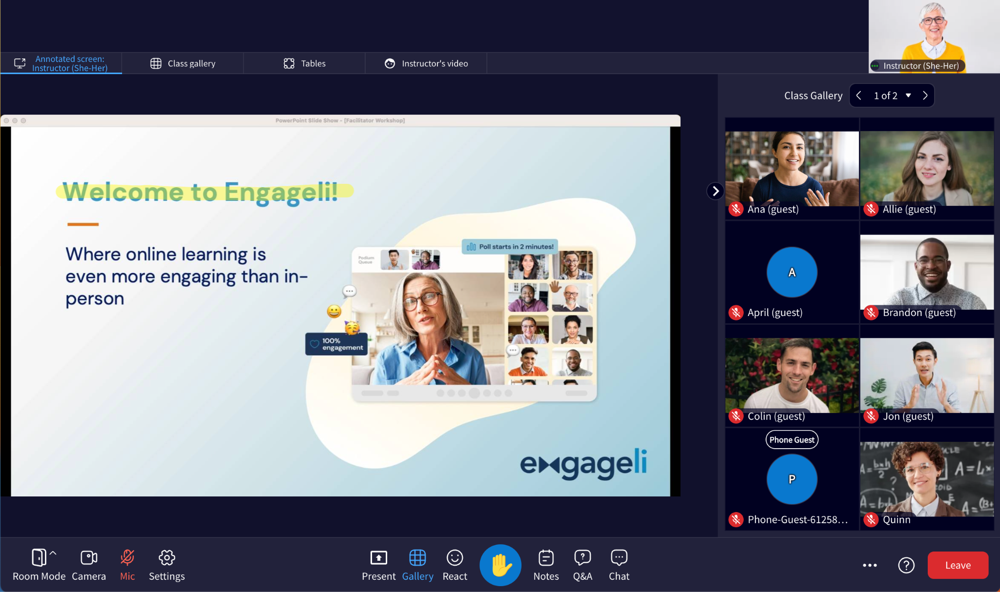 Instructor (She-Her)
Annotated screen:
Instructor (She-Her)
Class gallery
Tables
Instructor's video
Class Gallery
1 of 2
PowerPoint Slide Show - [Facilitator Workshop]
Welcome to Engageli!
Where online learning is
even more engaging than in-
person
Poll starts in 2 minutes!
Podium
Queue
100%
engagement
engageli
Ana (guest)
Allie (guest)
A
April (guest)
Brandon (guest)
Colin (guest)
Jon (guest)
Phone Guest
P
Phone-Guest-61258...
Quinn
Room Mode
Camera
Mic
Settings
Present
Gallery
React
Notes
Q&A
Chat
Leave